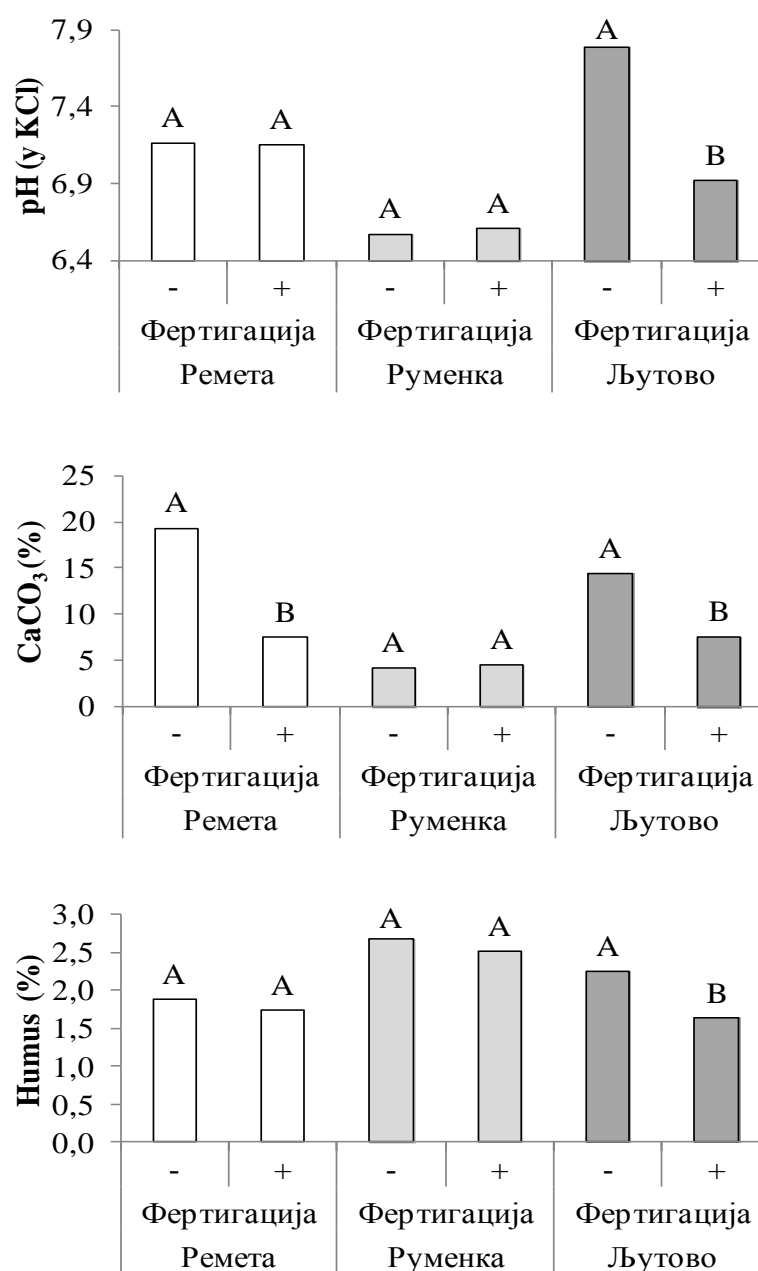 7,9
7,4
6,9
6,4
pH (у KCl)
A A A A A B
- + - + - +
Фертигација Фертигација Фертигација
Ремета Руменка Љутово
25
20
15
10
5
0
CaCO₃ (%)
A B A A A B
- + - + - +
Фертигација Фертигација Фертигација
Ремета Руменка Љутово
3,0
2,5
2,0
1,5
1,0
0,5
0,0
Humus (%)
A A A A A B
- + - + - +
Фертигација Фертигација Фертигација
Ремета Руменка Љутово